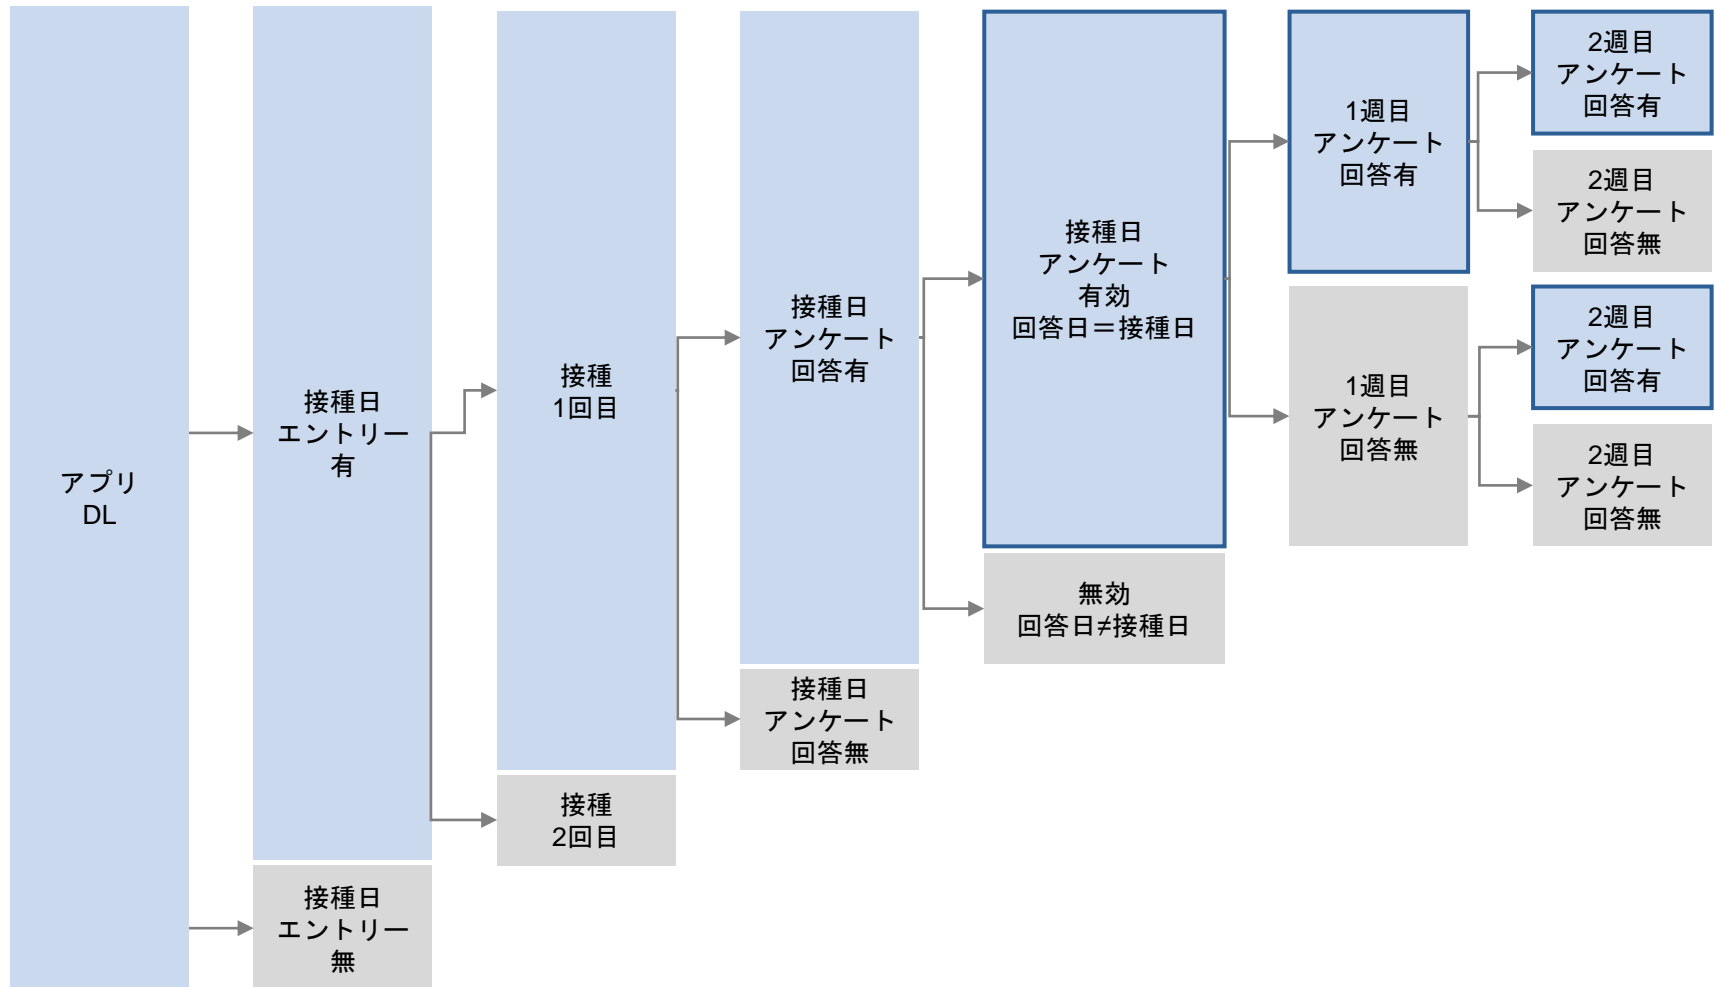 アプリ
DL
接種日
エントリー
有
接種日
エントリー
無
接種
1回目
接種
2回目
接種日
アンケート
回答有
接種日
アンケート
回答無
接種日
アンケート
有効
回答日＝接種日
無効
回答日≠接種日
1週目
アンケート
回答有
1週目
アンケート
回答無
2週目
アンケート
回答有
2週目
アンケート
回答無
2週目
アンケート
回答有
2週目
アンケート
回答無